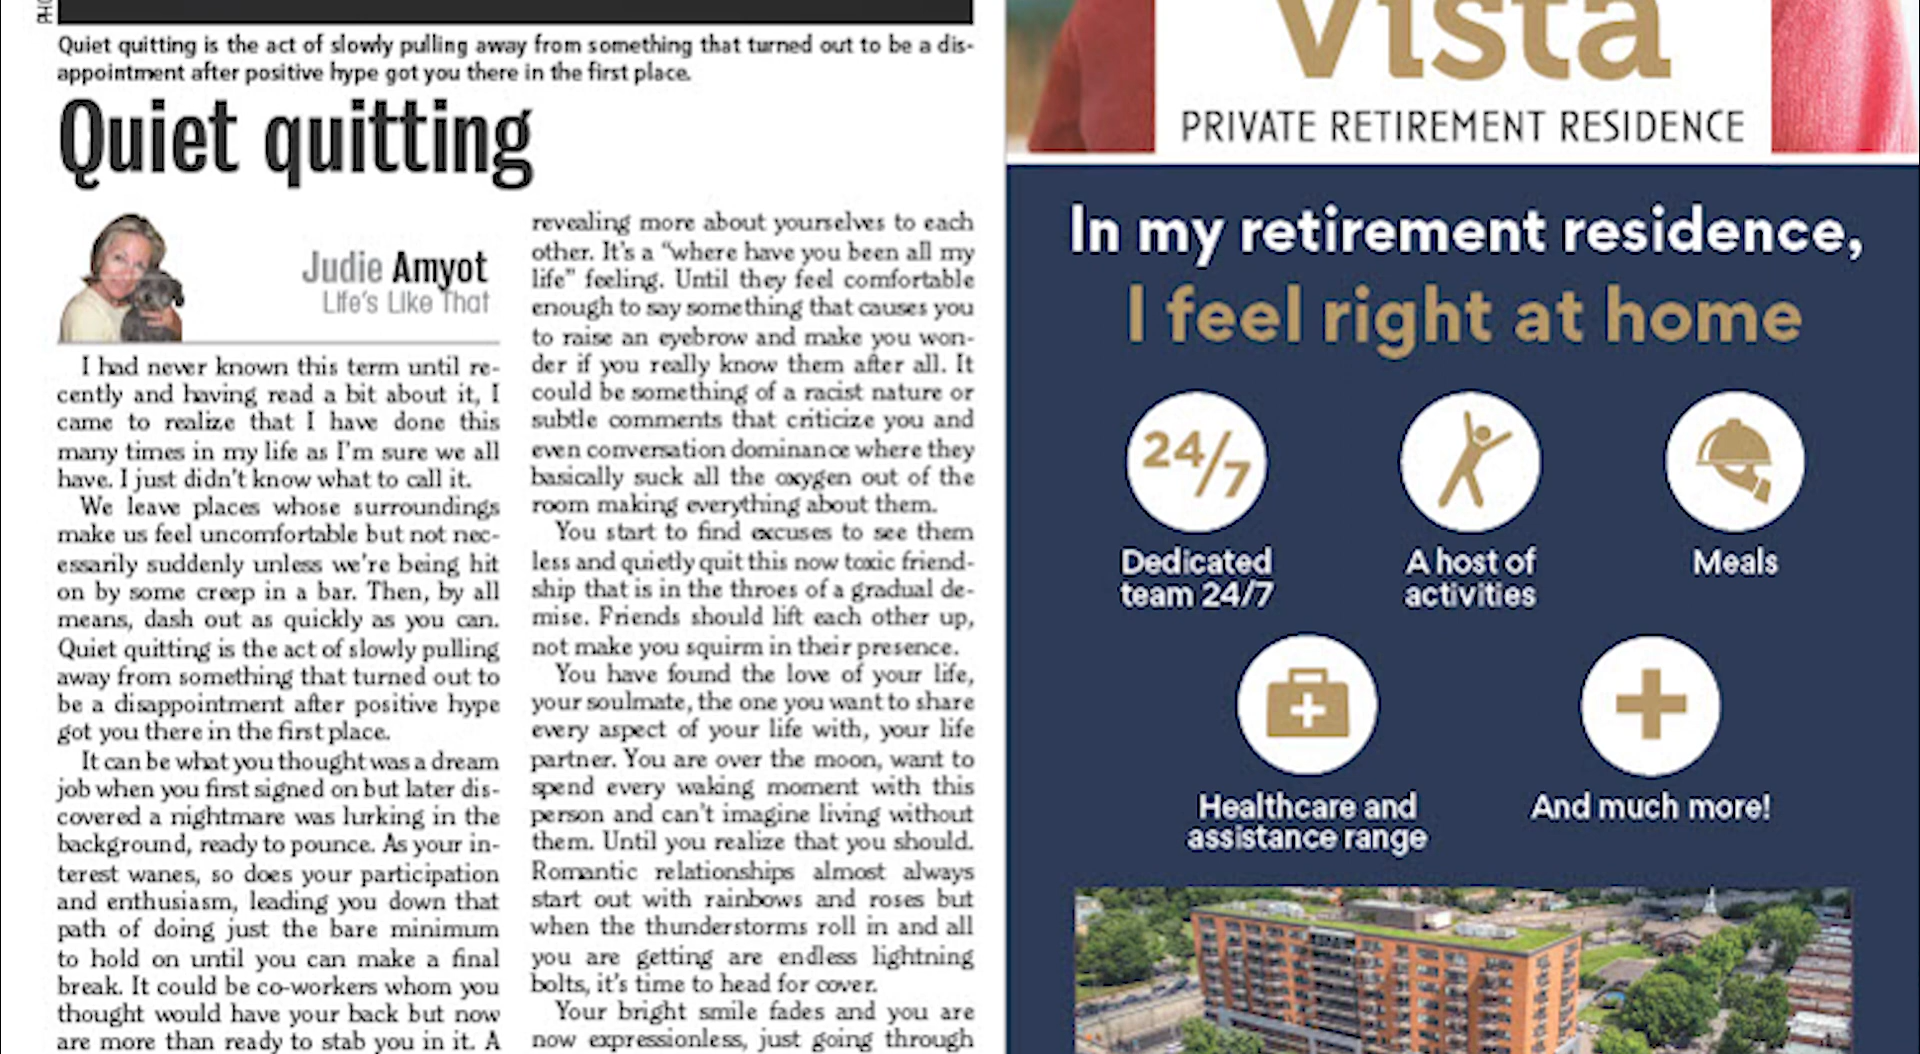 PHO
Quiet quitting is the act of slowly pulling away from something that turned out to be a dis-
appointment after positive hype got you there in the first place.
Quiet quitting
Judie Amyot
Life's Like That
I had never known this term until re-
cently and having read a bit about it, I
came to realize that I have done this
many times in my life as I'm sure we all
have. I just didn't know what to call it.
We leave places whose surroundings
make us feel uncomfortable but not nec-
essarily suddenly unless we're being hit
on by some creep in a bar. Then, by all
means, dash out as quickly as you can.
Quiet quitting is the act of slowly pulling
away from something that turned out to
be a disappointment after positive hype
got you there in the first place.
It can be what you thought was a dream
job when you first signed on but later dis-
covered a nightmare was lurking in the
background, ready to pounce. As your in-
terest wanes, so does your participation
and enthusiasm, leading you down that
path of doing just the bare minimum
to hold on until you can make a final
break. It could be co-workers whom you
thought would have your back but now
are more than ready to stab you in it. A
revealing more about yourselves to each
other. It's a “where have you been all my
life” feeling. Until they feel comfortable
enough to say something that causes you
to raise an eyebrow and make you won-
der if you really know them after all. It
could be something of a racist nature or
subtle comments that criticize you and
even conversation dominance where they
basically suck all the oxygen out of the
room making everything about them.
You start to find excuses to see them
less and quietly quit this now toxic friend-
ship that is in the throes of a gradual de-
mise. Friends should lift each other up,
not make you squirm in their presence.
You have found the love of your life,
your soulmate, the one you want to share
every aspect of your life with, your life
partner. You are over the moon, want to
spend every waking moment with this
person and can't imagine living without
them. Until you realize that you should.
Romantic relationships almost always
start out with rainbows and roses but
when the thunderstorms roll in and all
you are getting are endless lightning
bolts, it's time to head for cover.
Your bright smile fades and you are
now expressionless, just going through
Vista
PRIVATE RETIREMENT RESIDENCE
In my retirement residence,
I feel right at home
24/7
Dedicated
team 24/7
A host of
activities
Meals
Healthcare and
assistance range
And much more!